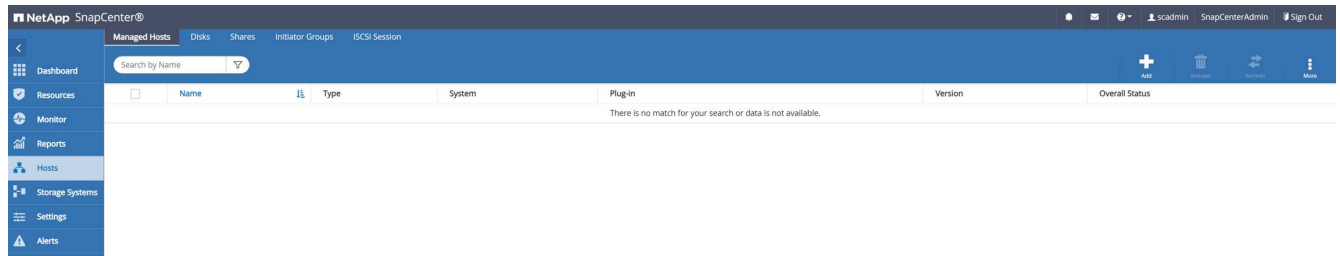 NetApp SnapCenter®
scadmin SnapCenterAdmin Sign Out
Managed Hosts Disks Shares Initiator Groups iSCSI Session
Search by Name
Add Remove Refresh More
Dashboard
Resources
Monitor
Reports
Hosts
Storage Systems
Settings
Alerts
Name Type System Plug-in Version Overall Status
There is no match for your search or data is not available.